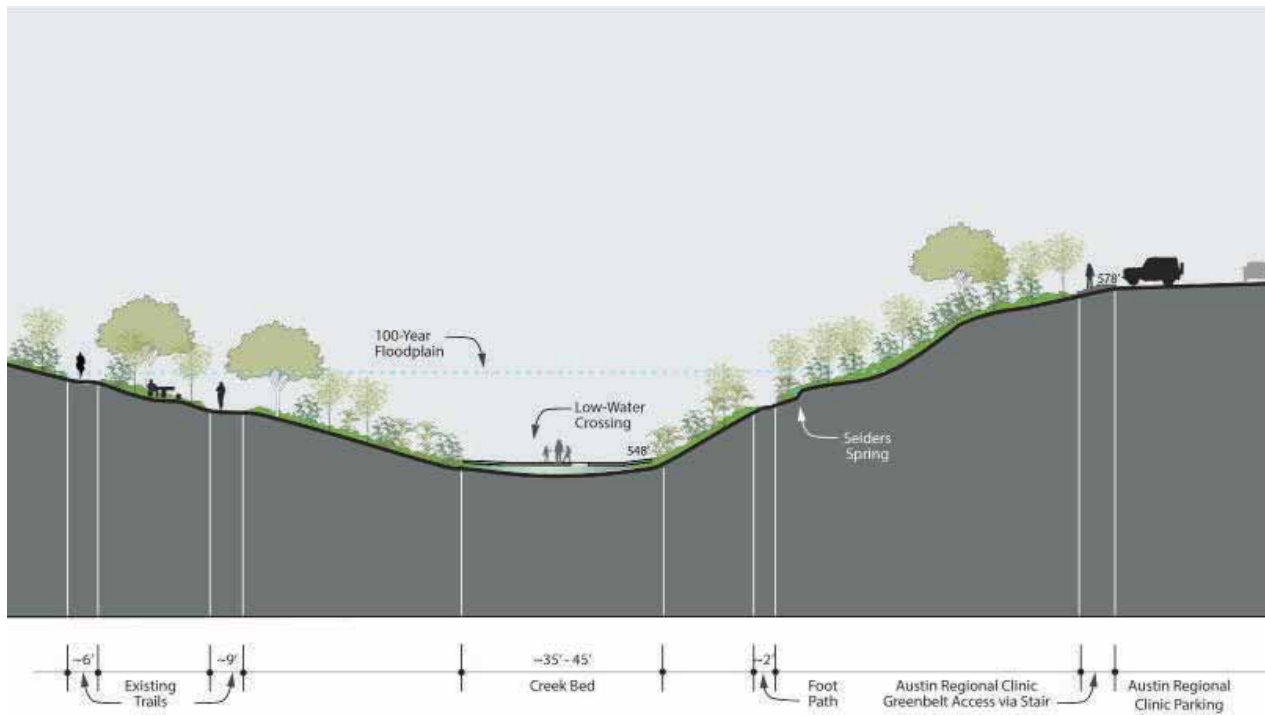 578'
100-Year
Floodplain
Low-Water
Crossing
548'
Seiders
Spring
~6'
~9'
~35'- 45'
~2'
Existing
Trails
Creek Bed
Foot
Path
Austin Regional Clinic
Greenbelt Access via Stair
Austin Regional
Clinic Parking